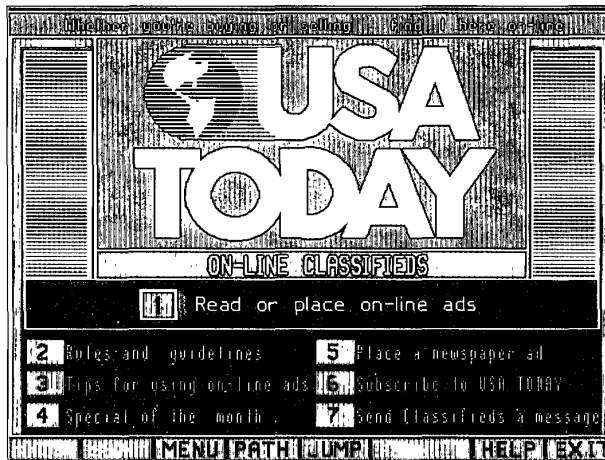 Whether you're buying or selling find it here on-line
USA
TODAY
ON-LINE CLASSIFIEDS
1 Read or place on-line ads
2 Rules and guidelines
3 Tips for using on-line ads
4 Special of the month
5 Place a newspaper ad
6 Subscribe to USA TODAY
7 Send Classifieds a message
MENU PATH JUMP HELP EXIT